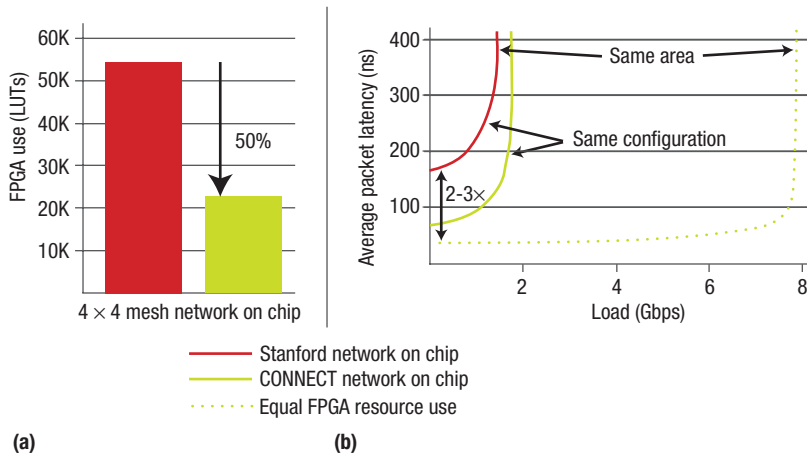 FPGA use (LUTs)
60K
50K
40K
30K
20K
10K
50%
4 × 4 mesh network on chip
Average packet latency (ns)
400
300
200
100
Same area
Same configuration
2-3×
2
4
6
8
Load (Gbps)
Stanford network on chip
CONNECT network on chip
Equal FPGA resource use
(a)
(b)